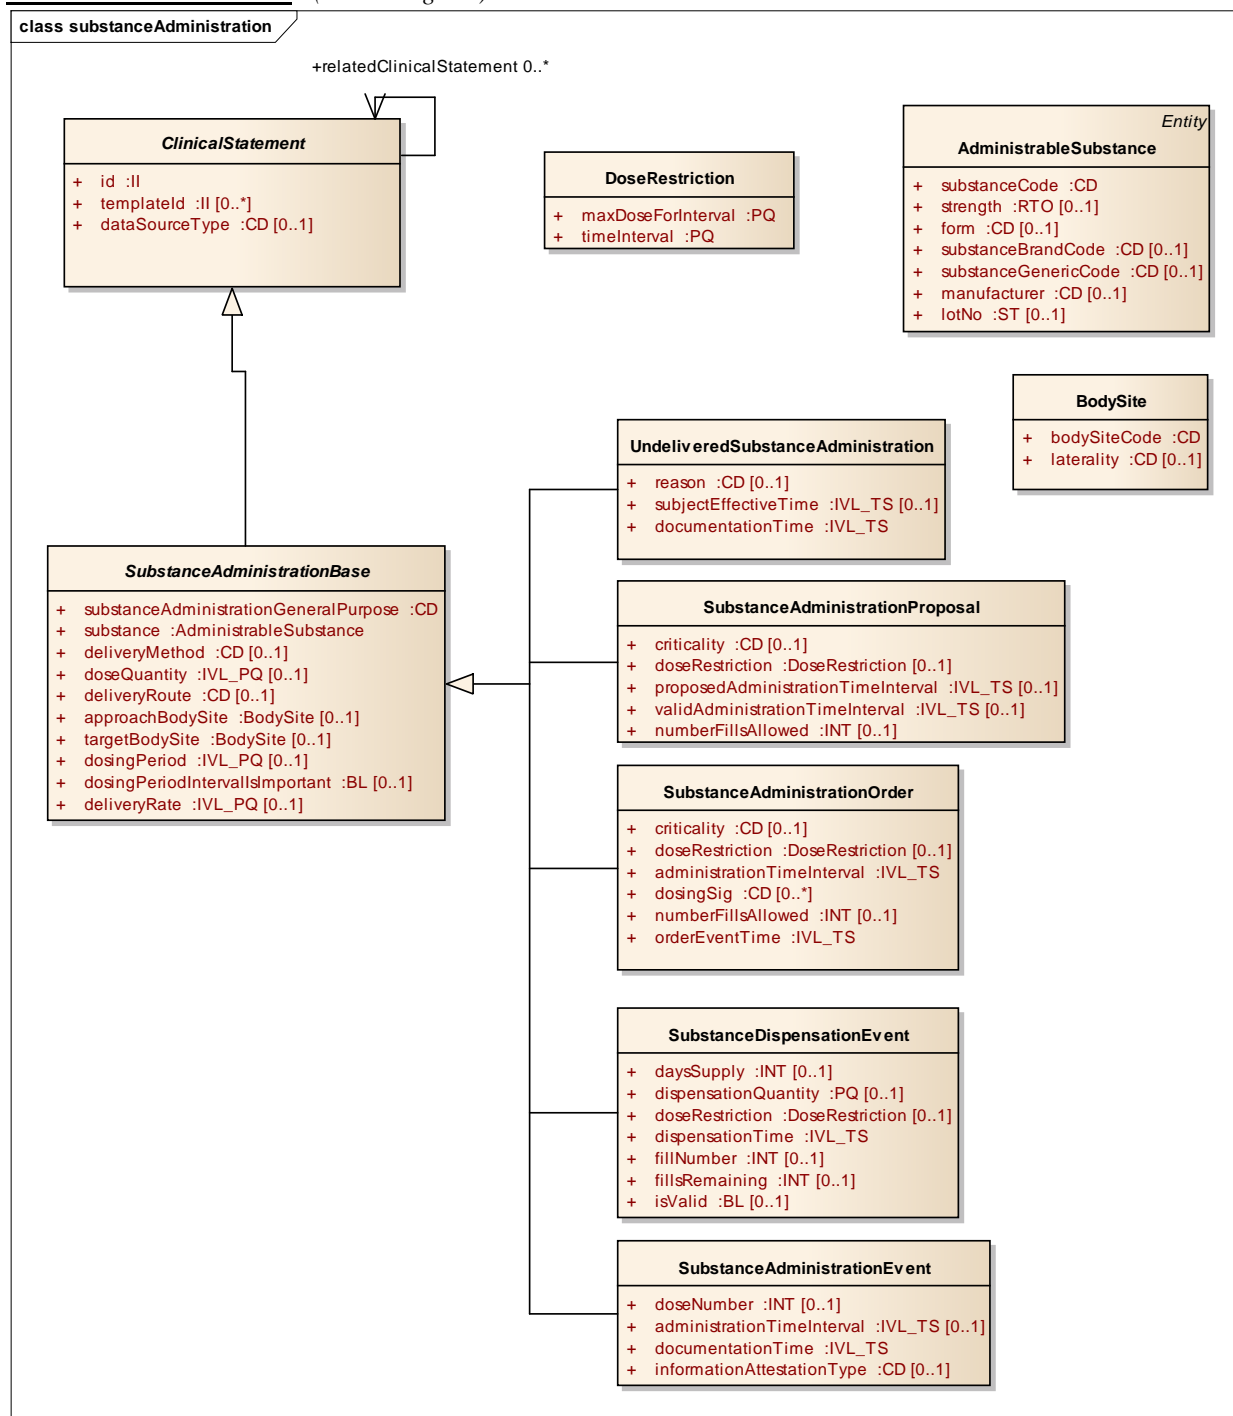 class substanceAdministration
+relatedClinicalStatement 0..*
ClinicalStatement
+ id :II
+ templateId :II [0..*]
+ dataSourceType :CD [0..1]
DoseRestriction
+ maxDoseForInterval :PQ
+ timeInterval :PQ
Entity
AdministrableSubstance
+ substanceCode :CD
+ strength :RTO [0..1]
+ form :CD [0..1]
+ substanceBrandCode :CD [0..1]
+ substanceGenericCode :CD [0..1]
+ manufacturer :CD [0..1]
+ lotNo :ST [0..1]
BodySite
+ bodySiteCode :CD
+ laterality :CD [0..1]
UndeliveredSubstanceAdministration
+ reason :CD [0..1]
+ subjectEffectiveTime :IVL_TS [0..1]
+ documentationTime :IVL_TS
SubstanceAdministrationBase
+ substanceAdministrationGeneralPurpose :CD
+ substance :AdministrableSubstance
+ deliveryMethod :CD [0..1]
+ doseQuantity :IVL_PQ [0..1]
+ deliveryRoute :CD [0..1]
+ approachBodySite :BodySite [0..1]
+ targetBodySite :BodySite [0..1]
+ dosingPeriod :IVL_PQ [0..1]
+ dosingPeriodIntervalIsImportant :BL [0..1]
+ deliveryRate :IVL_PQ [0..1]
SubstanceAdministrationProposal
+ criticality :CD [0..1]
+ doseRestriction :DoseRestriction [0..1]
+ proposedAdministrationTimeInterval :IVL_TS [0..1]
+ validAdministrationTimeInterval :IVL_TS [0..1]
+ numberFillsAllowed :INT [0..1]
SubstanceAdministrationOrder
+ criticality :CD [0..1]
+ doseRestriction :DoseRestriction [0..1]
+ administrationTimeInterval :IVL_TS
+ dosingSig :CD [0..*]
+ numberFillsAllowed :INT [0..1]
+ orderEventTime :IVL_TS
SubstanceDispensationEvent
+ daysSupply :INT [0..1]
+ dispensationQuantity :PQ [0..1]
+ doseRestriction :DoseRestriction [0..1]
+ dispensationTime :IVL_TS
+ fillNumber :INT [0..1]
+ fillsRemaining :INT [0..1]
+ isValid :BL [0..1]
SubstanceAdministrationEvent
+ doseNumber :INT [0..1]
+ administrationTimeInterval :IVL_TS [0..1]
+ documentationTime :IVL_TS
+ informationAttestationType :CD [0..1]